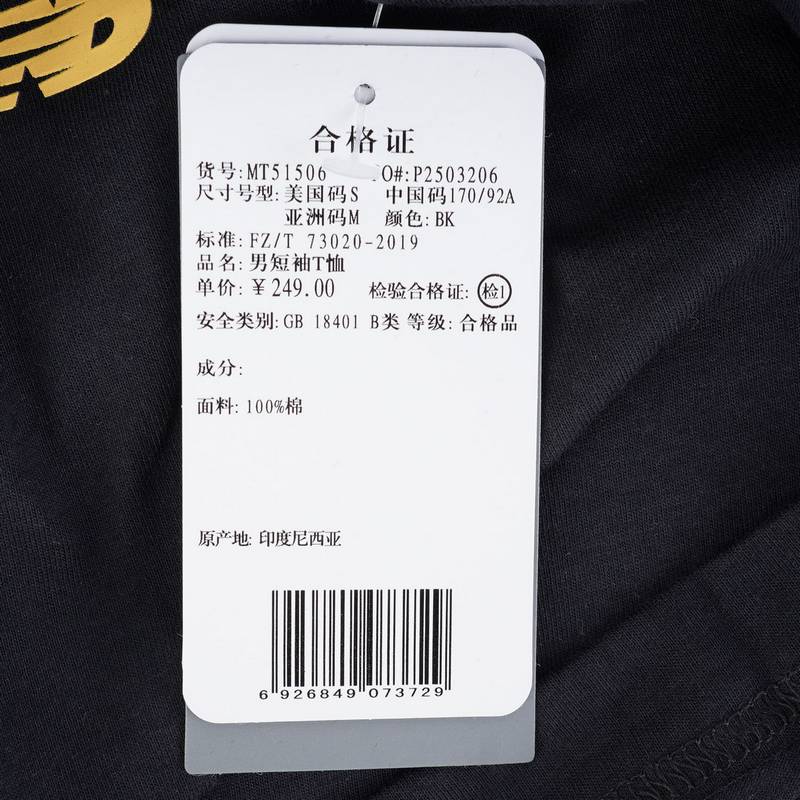 合格证
货号: MT51506 O#: P2503206
尺寸号型: 美国码S 中国码170/92A
亚洲码M 颜色: BK
标准: FZ/T 73020-2019
品名: 男短袖T恤
单价: ¥ 249.00 检验合格证: 检1
安全类别: GB 18401 B类 等级: 合格品
成分:
面料: 100%棉
原产地: 印度尼西亚
6 926849 073729